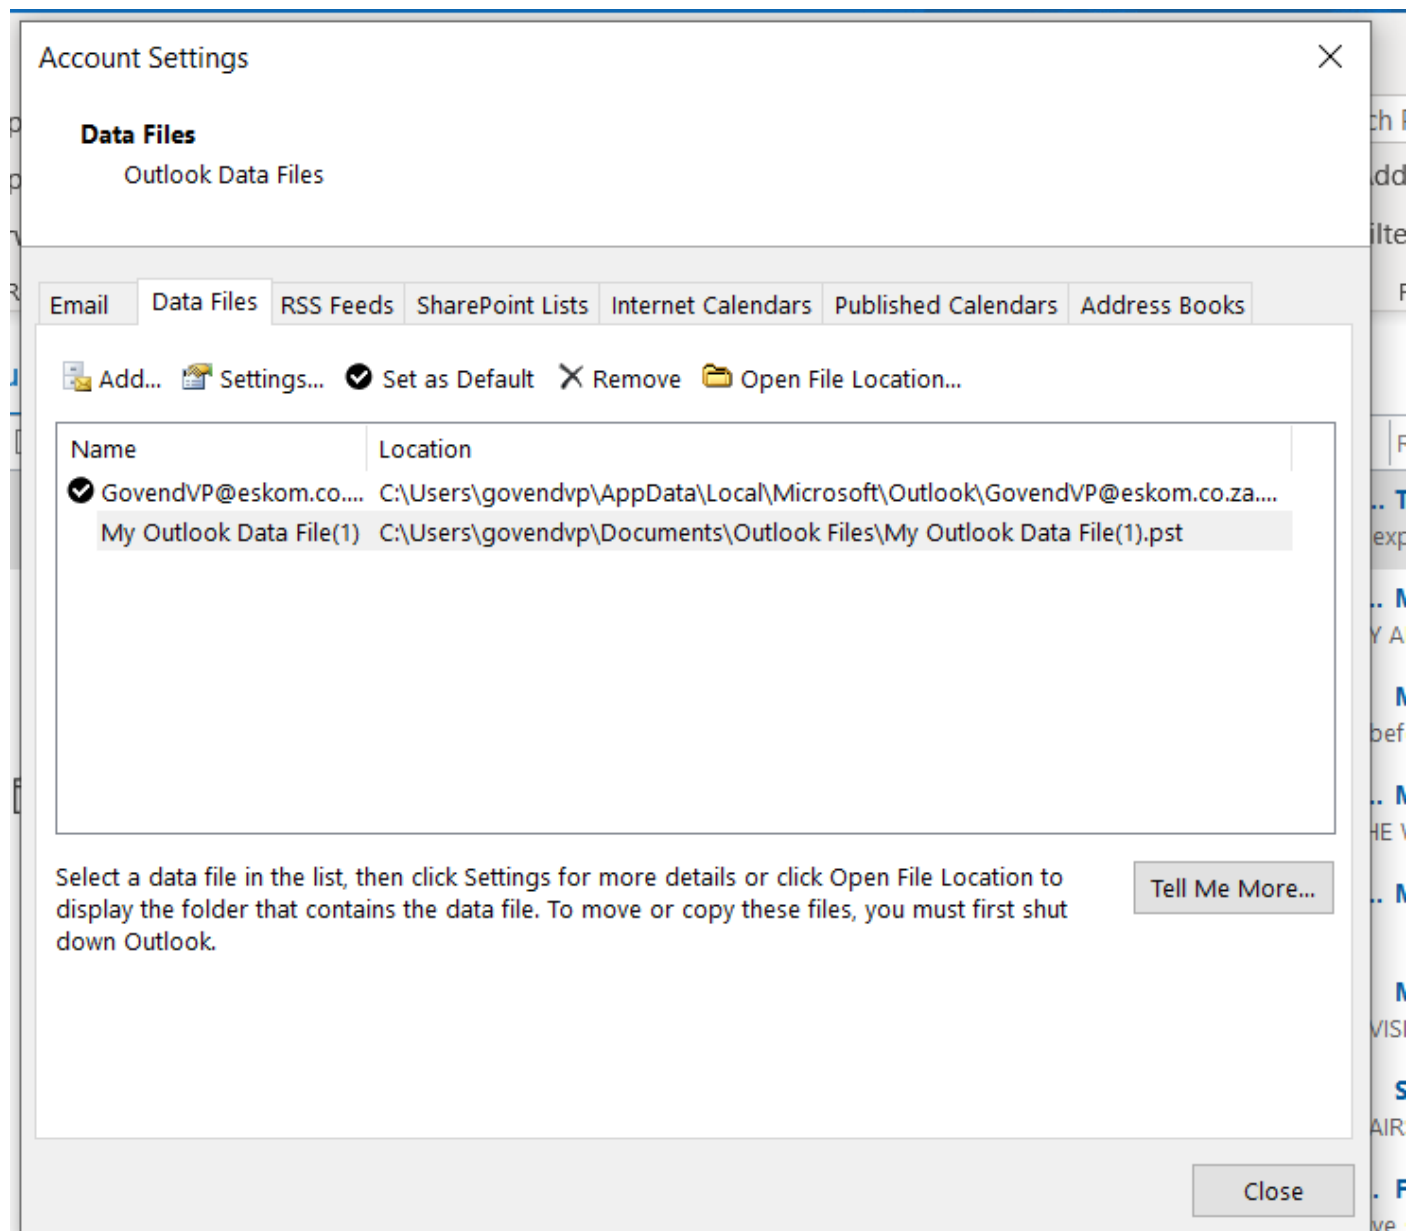 Account Settings
Data Files
Outlook Data Files
Email Data Files RSS Feeds SharePoint Lists Internet Calendars Published Calendars Address Books
Add... Settings... Set as Default Remove Open File Location...
Name Location
GovendVP@eskom.co.... C:\Users\govendvp\AppData\Local\Microsoft\Outlook\GovendVP@eskom.co.za....
My Outlook Data File(1) C:\Users\govendvp\Documents\Outlook Files\My Outlook Data File(1).pst
Select a data file in the list, then click Settings for more details or click Open File Location to
display the folder that contains the data file. To move or copy these files, you must first shut
down Outlook.
Tell Me More...
Close